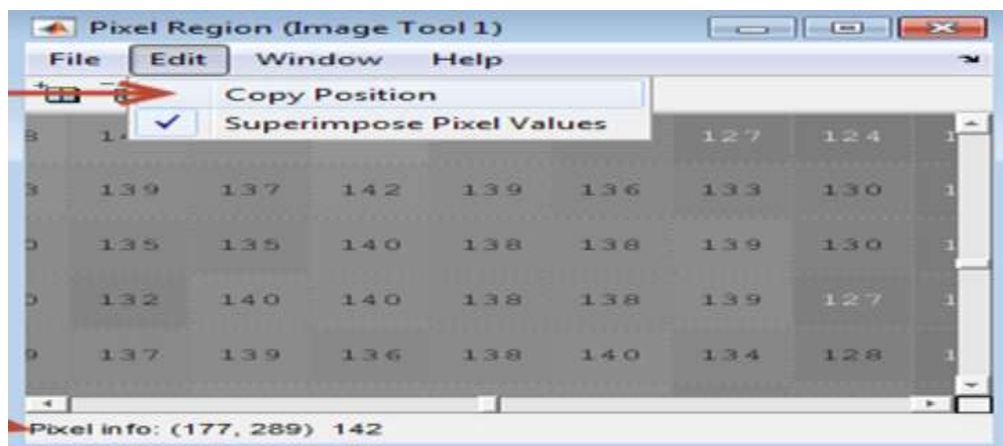 Pixel Region (Image Tool 1)
File Edit Window Help
Copy Position
Superimpose Pixel Values
127 124
139 137 142 139 136 133 130
135 135 140 138 138 139 130
132 140 140 138 138 139 127
137 139 136 138 140 134 128
Pixel info: (177, 289) 142